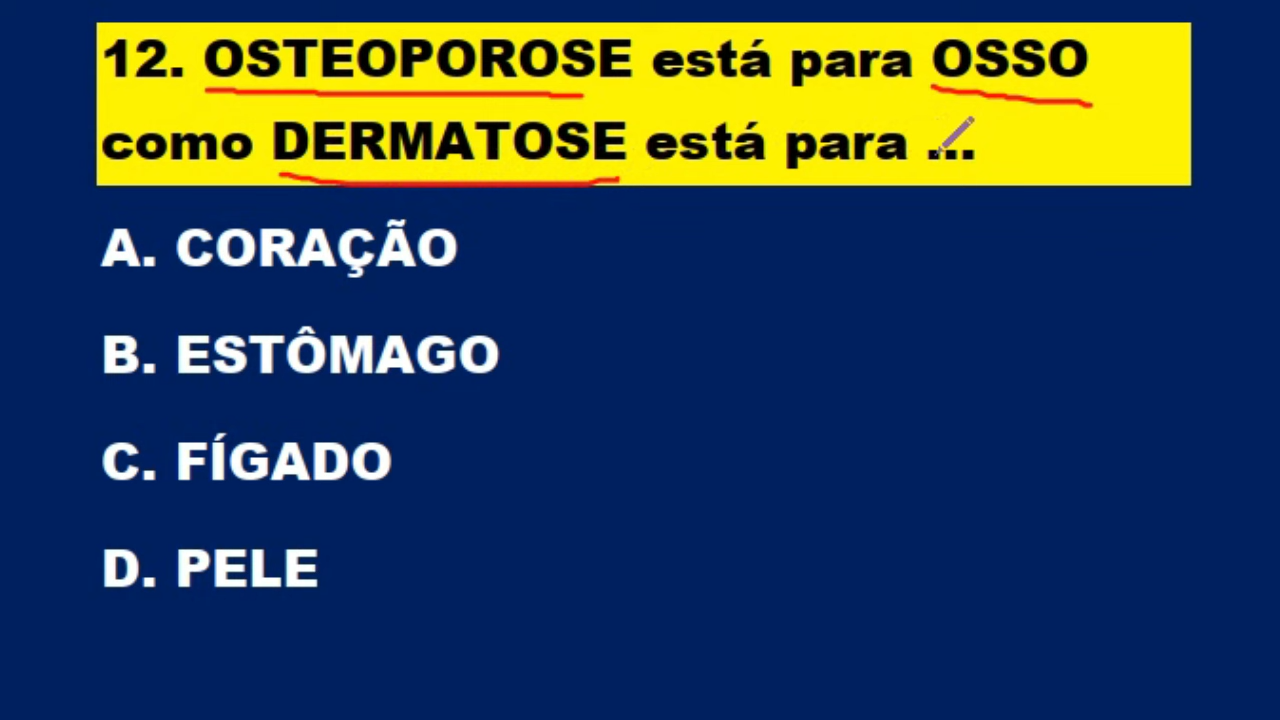 12. OSTEOPOROSE está para OSSO
como DERMATOSE está para ...
A. CORAÇÃO
B. ESTÔMAGO
C. FÍGADO
D. PELE